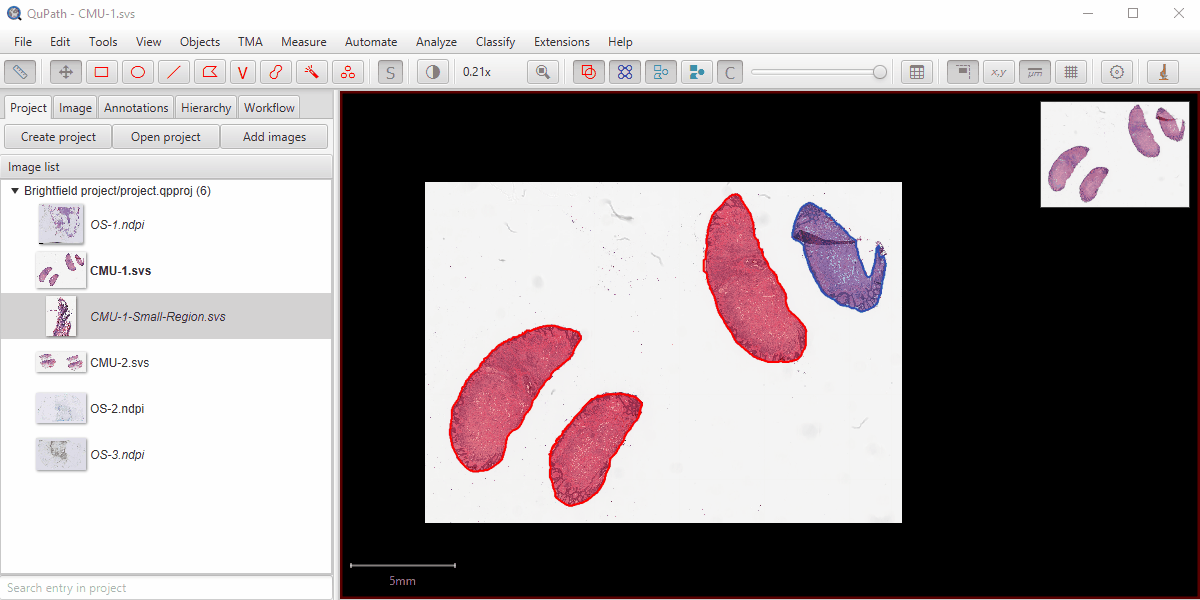 QuPath - CMU-1.svs
File Edit Tools View Objects TMA Measure Automate Analyze Classify Extensions Help
V S 0.21x C x,y µm
Project Image Annotations Hierarchy Workflow
Create project Open project Add images
Image list
Brightfield project/project.qpproj (6)
OS-1.ndpi
CMU-1.svs
CMU-1-Small-Region.svs
CMU-2.svs
OS-2.ndpi
OS-3.ndpi
5mm
Search entry in project